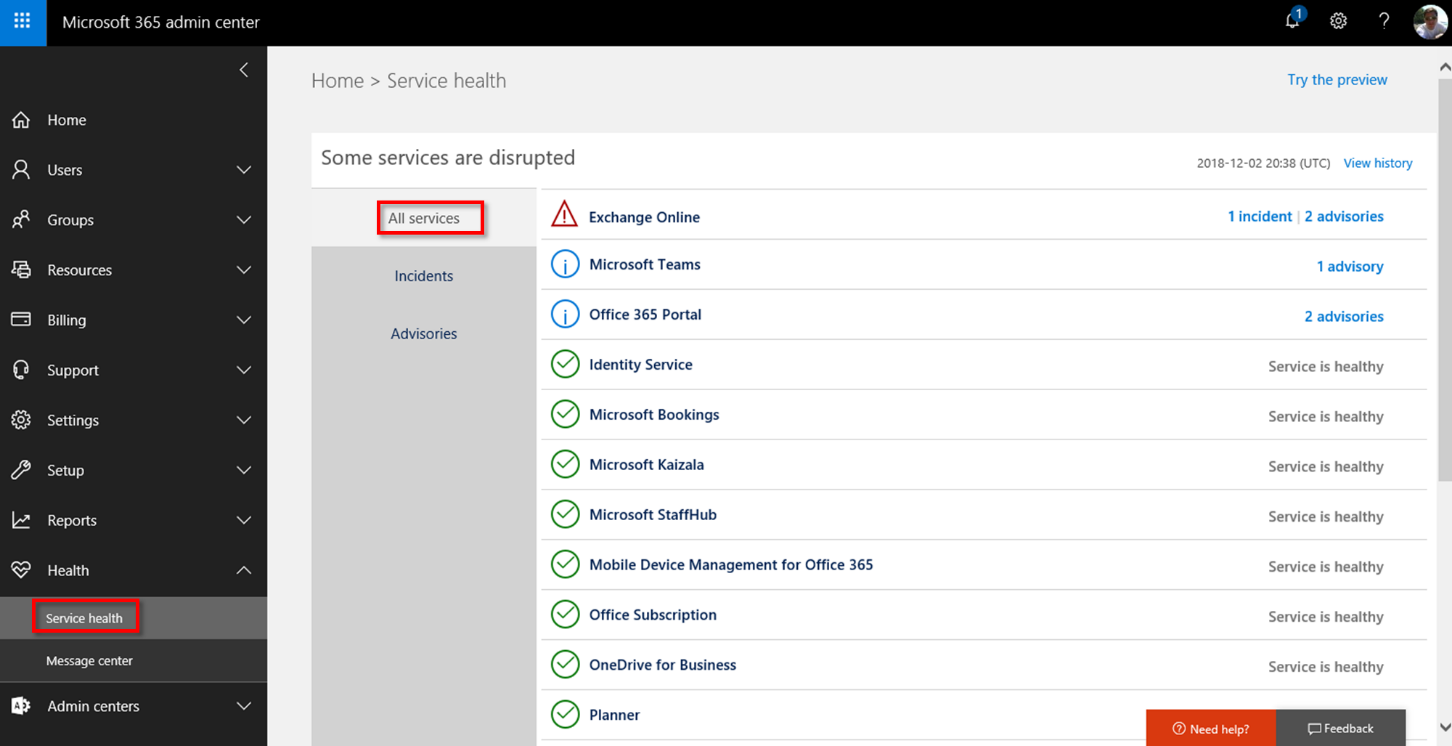 Microsoft 365 admin center
1
?
Home > Service health
Try the preview
Home
Users
Groups
Resources
Billing
Support
Settings
Setup
Reports
Health
Service health
Message center
Admin centers
Some services are disrupted
2018-12-02 20:38 (UTC) View history
All services
Incidents
Advisories
Exchange Online 1 incident | 2 advisories
Microsoft Teams 1 advisory
Office 365 Portal 2 advisories
Identity Service Service is healthy
Microsoft Bookings Service is healthy
Microsoft Kaizala Service is healthy
Microsoft StaffHub Service is healthy
Mobile Device Management for Office 365 Service is healthy
Office Subscription Service is healthy
OneDrive for Business Service is healthy
Planner
Need help? Feedback